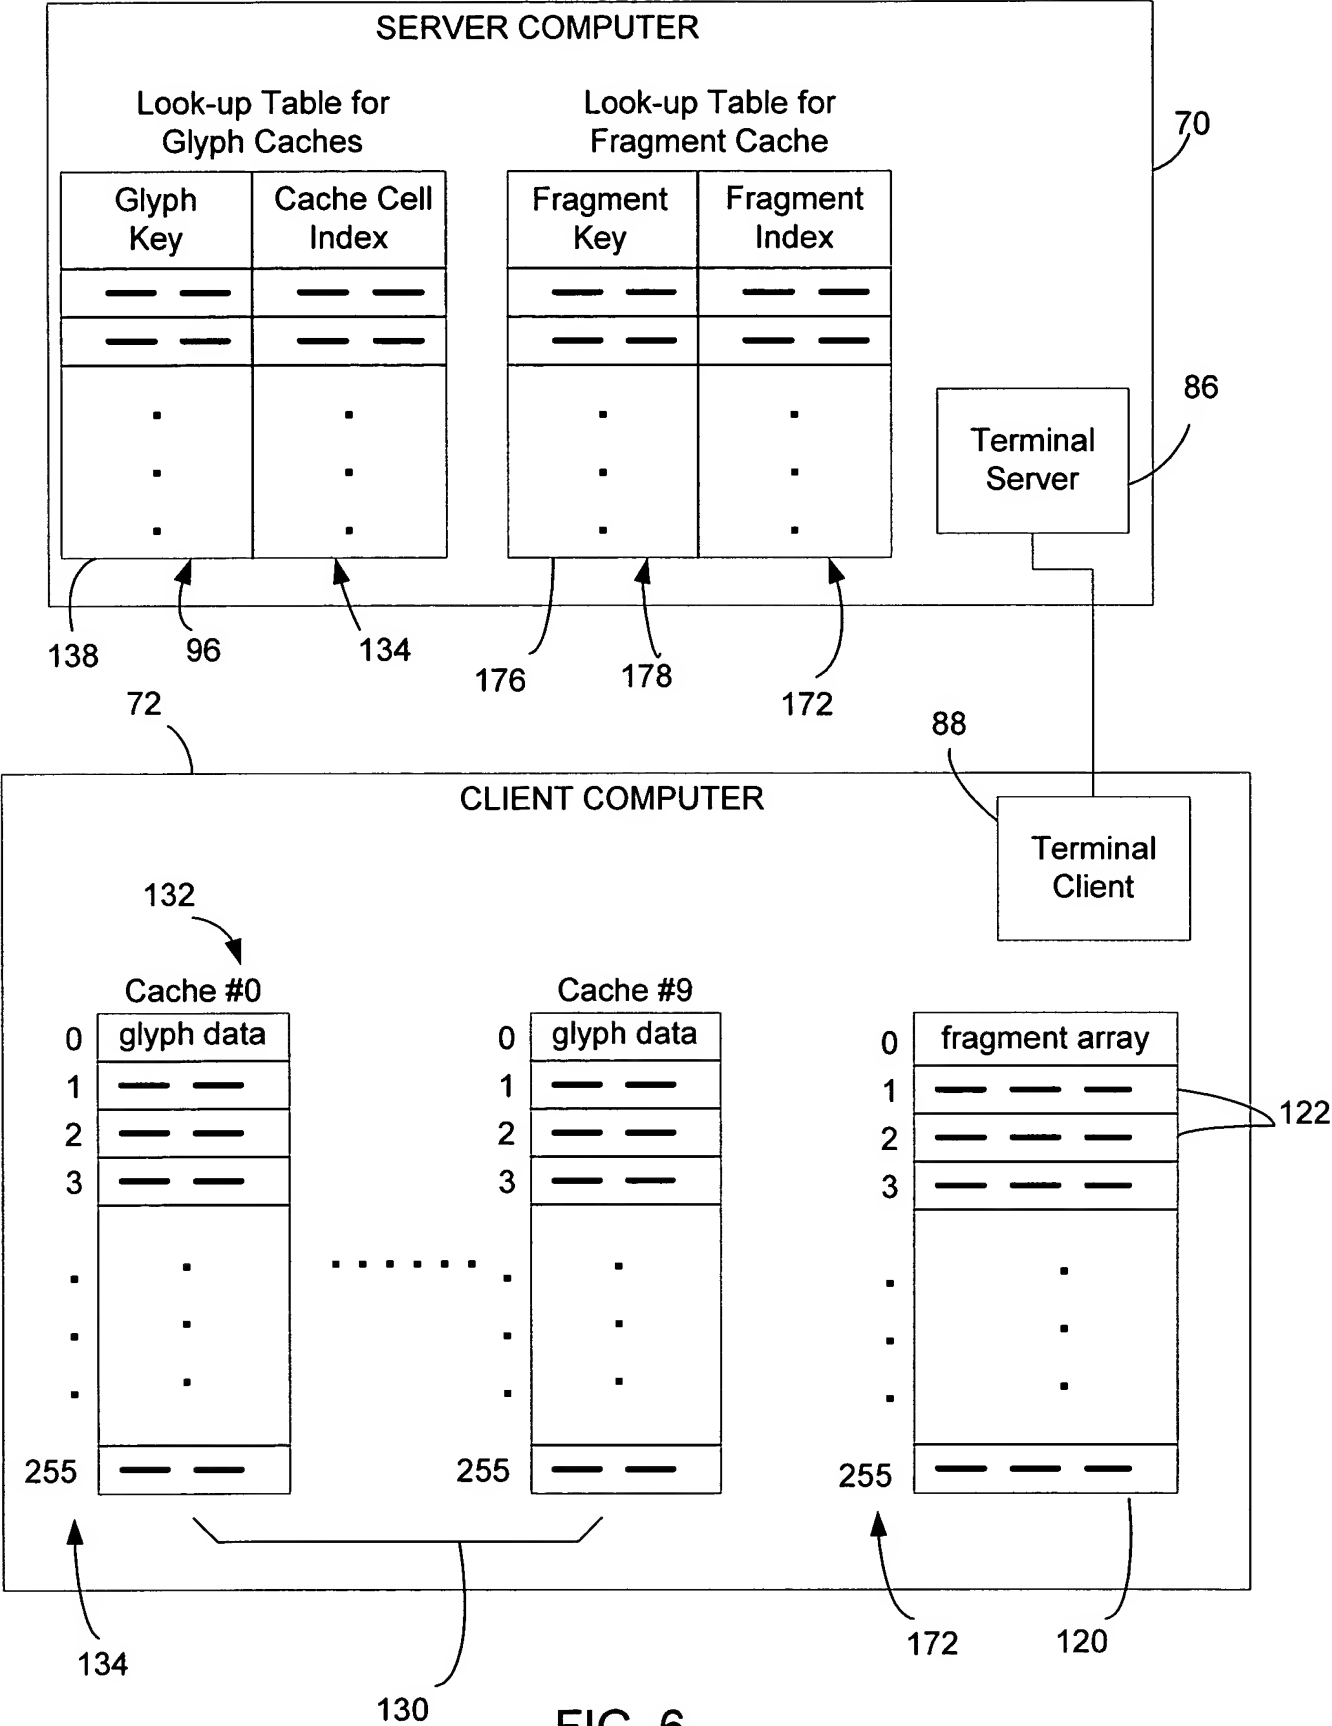 SERVER COMPUTER
Look-up Table for
Glyph Caches
Look-up Table for
Fragment Cache
70
Glyph
Key
Cache Cell
Index
Fragment
Key
Fragment
Index
86
Terminal
Server
138
96
134
176
178
172
72
88
CLIENT COMPUTER
Terminal
Client
132
Cache #0
Cache #9
0 glyph data
0 glyph data
0 fragment array
1
1
1
122
2
2
2
3
3
3
255
255
255
134
130
172
120
FIG. 6